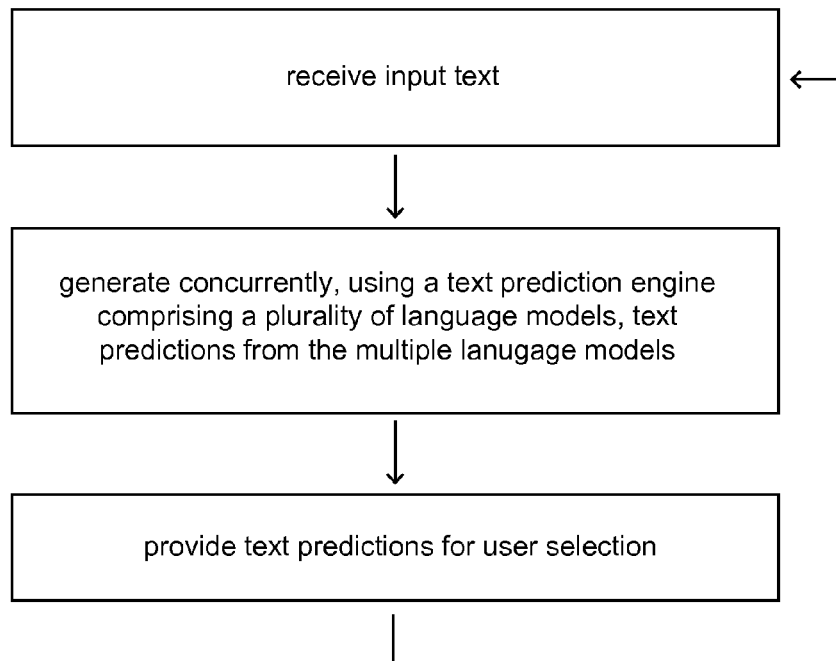 receive input text
generate concurrently, using a text prediction engine
comprising a plurality of language models, text
predictions from the multiple lanugage models
provide text predictions for user selection